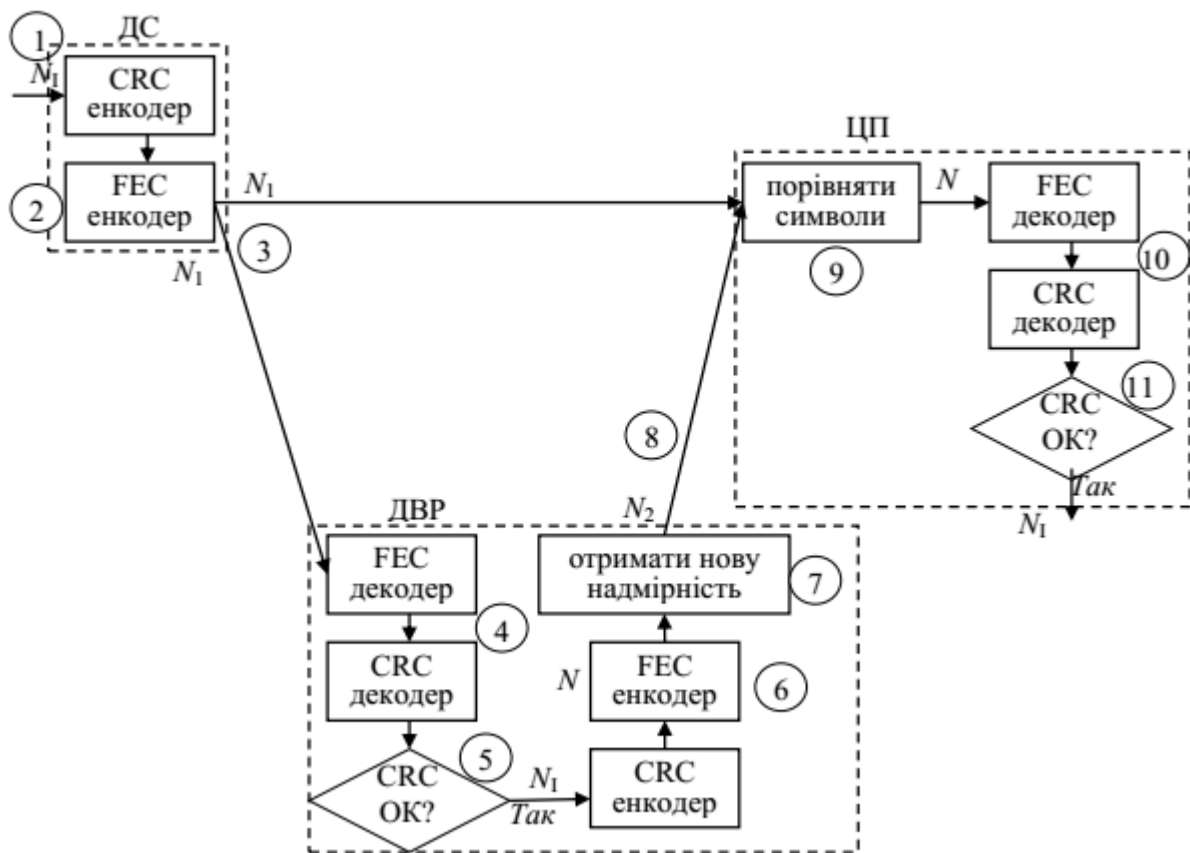 1
ДС
N₁
CRC
енкодер
2
FEC
енкодер
N₁
3
N₁
ЦП
порівняти
символи
9
N
FEC
декодер
10
CRC
декодер
11
CRC
ОК?
Так
N₁
8
ДВР
N₂
FEC
декодер
4
CRC
декодер
5
CRC
ОК?
N₁
Так
отримати нову
надмірність
7
N
FEC
енкодер
6
CRC
енкодер